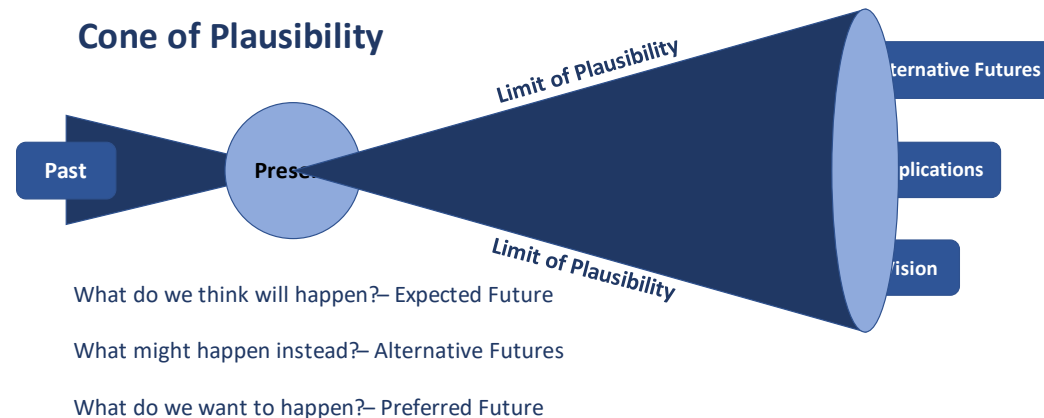 Cone of Plausibility
Limit of Plausibility
ternative Futures
Past
Prese
plications
Limit of Plausibility
ision
What do we think will happen?– Expected Future
What might happen instead?– Alternative Futures
What do we want to happen?– Preferred Future